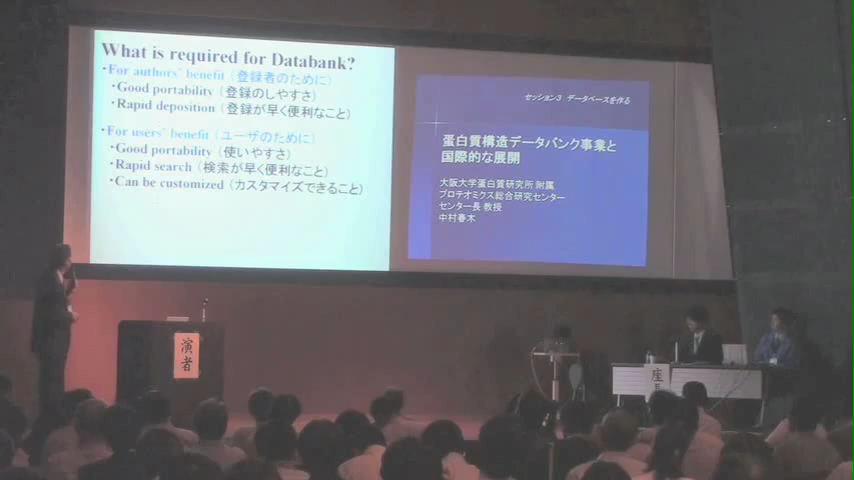 What is required for Databank?
・For authors' benefit (登録者のために)
・Good portability (登録のしやすさ)
・Rapid deposition (登録が早く便利なこと)
・For users' benefit (ユーザのために)
・Good portability (使いやすさ)
・Rapid search (検索が早く便利なこと)
・Can be customized (カスタマイズできること)
セッション3 データベースを作る
蛋白質構造データバンク事業と
国際的な展開
大阪大学蛋白質研究所 附属
プロテオミクス総合研究センター
センター長 教授
中村春木
演者
座長